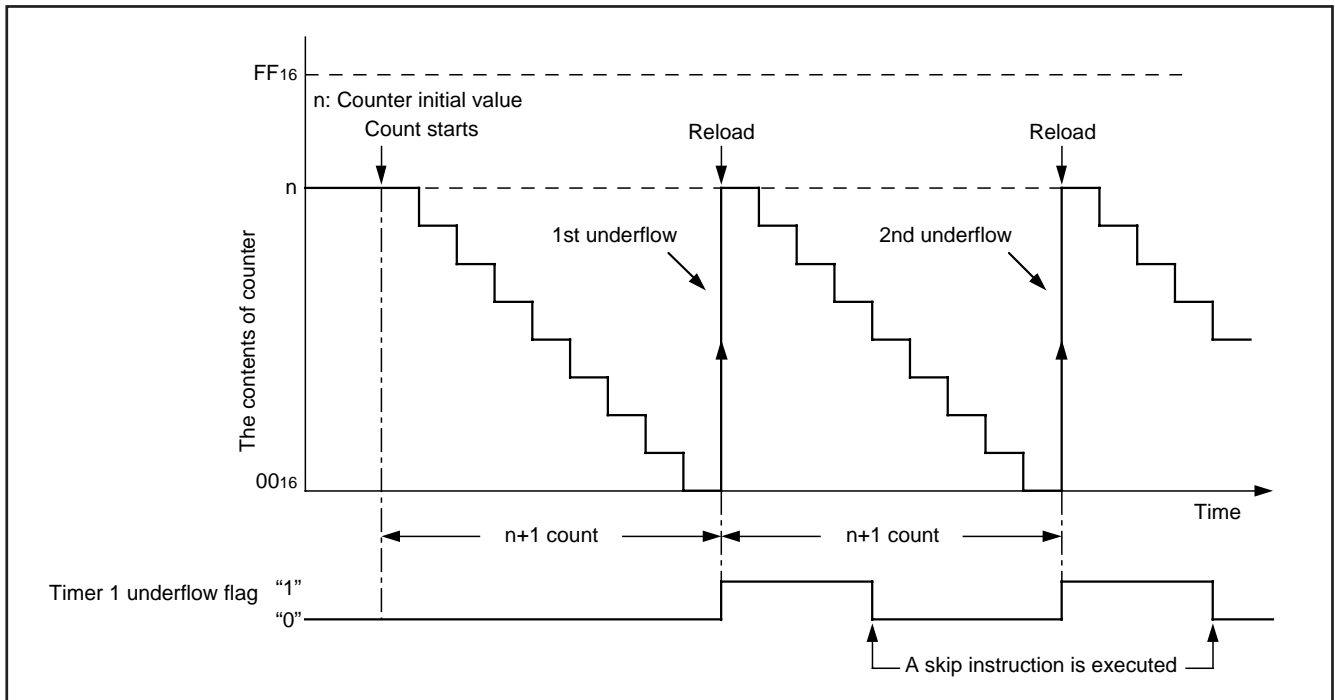 FF16
n: Counter initial value
Count starts
Reload
Reload
n
1st underflow
2nd underflow
The contents of counter
0016
Time
n+1 count
n+1 count
Timer 1 underflow flag
“1”
“0”
A skip instruction is executed